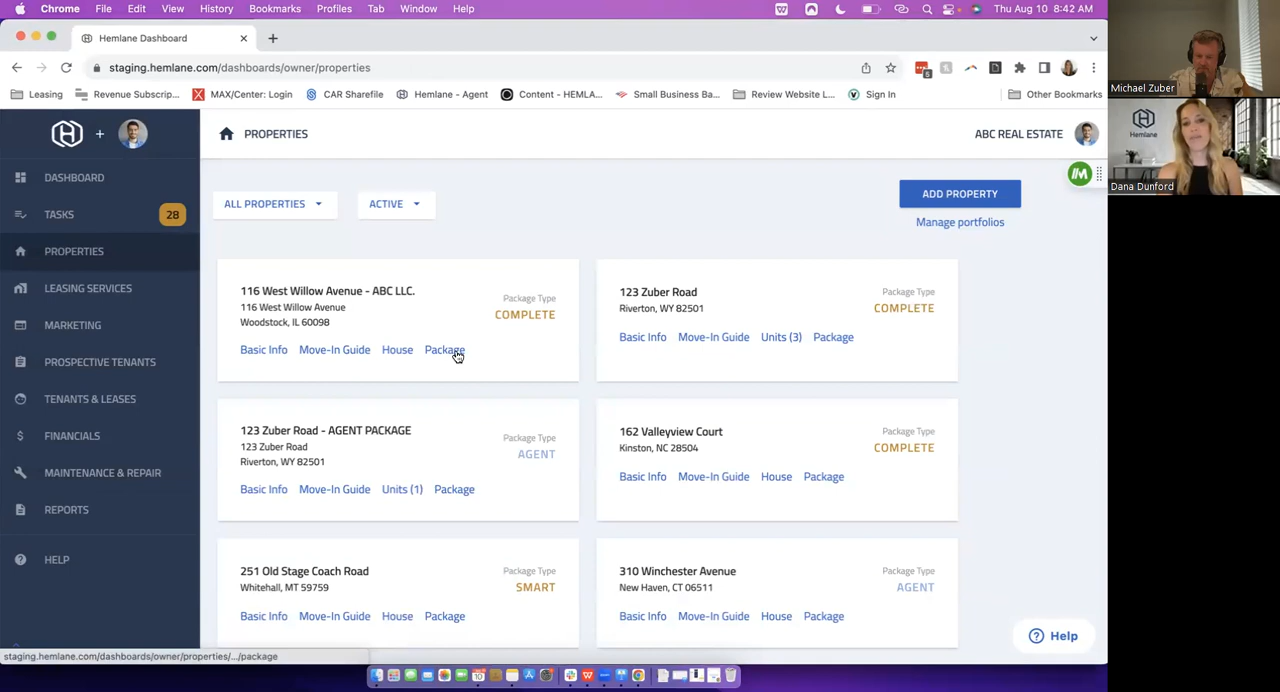 Chrome File Edit View History Bookmarks Profiles Tab Window Help Thu Aug 10 8:42 AM
Hemlane Dashboard
staging.hemlane.com/dashboards/owner/properties
6
Leasing Revenue Subscrip... MAX/Center: Login CAR Sharefile Hemlane - Agent Content - HEMLA... Small Business Ba... Review Website L... Sign In Other Bookmarks
Michael Zuber
Hemlane
Dana Dunford
PROPERTIES ABC REAL ESTATE
DASHBOARD
TASKS 28
PROPERTIES
LEASING SERVICES
MARKETING
PROSPECTIVE TENANTS
TENANTS & LEASES
FINANCIALS
MAINTENANCE & REPAIR
REPORTS
HELP
ALL PROPERTIES ACTIVE
ADD PROPERTY
Manage portfolios
116 West Willow Avenue - ABC LLC.
116 West Willow Avenue
Woodstock, IL 60098
Package Type
COMPLETE
Basic Info Move-In Guide House Package
123 Zuber Road
Riverton, WY 82501
Package Type
COMPLETE
Basic Info Move-In Guide Units (3) Package
123 Zuber Road - AGENT PACKAGE
123 Zuber Road
Riverton, WY 82501
Package Type
AGENT
Basic Info Move-In Guide Units (1) Package
162 Valleyview Court
Kinston, NC 28504
Package Type
COMPLETE
Basic Info Move-In Guide House Package
251 Old Stage Coach Road
Whitehall, MT 59759
Package Type
SMART
Basic Info Move-In Guide House Package
310 Winchester Avenue
New Haven, CT 06511
Package Type
AGENT
Basic Info Move-In Guide House Package
Help
staging.hemlane.com/dashboards/owner/properties/.../package